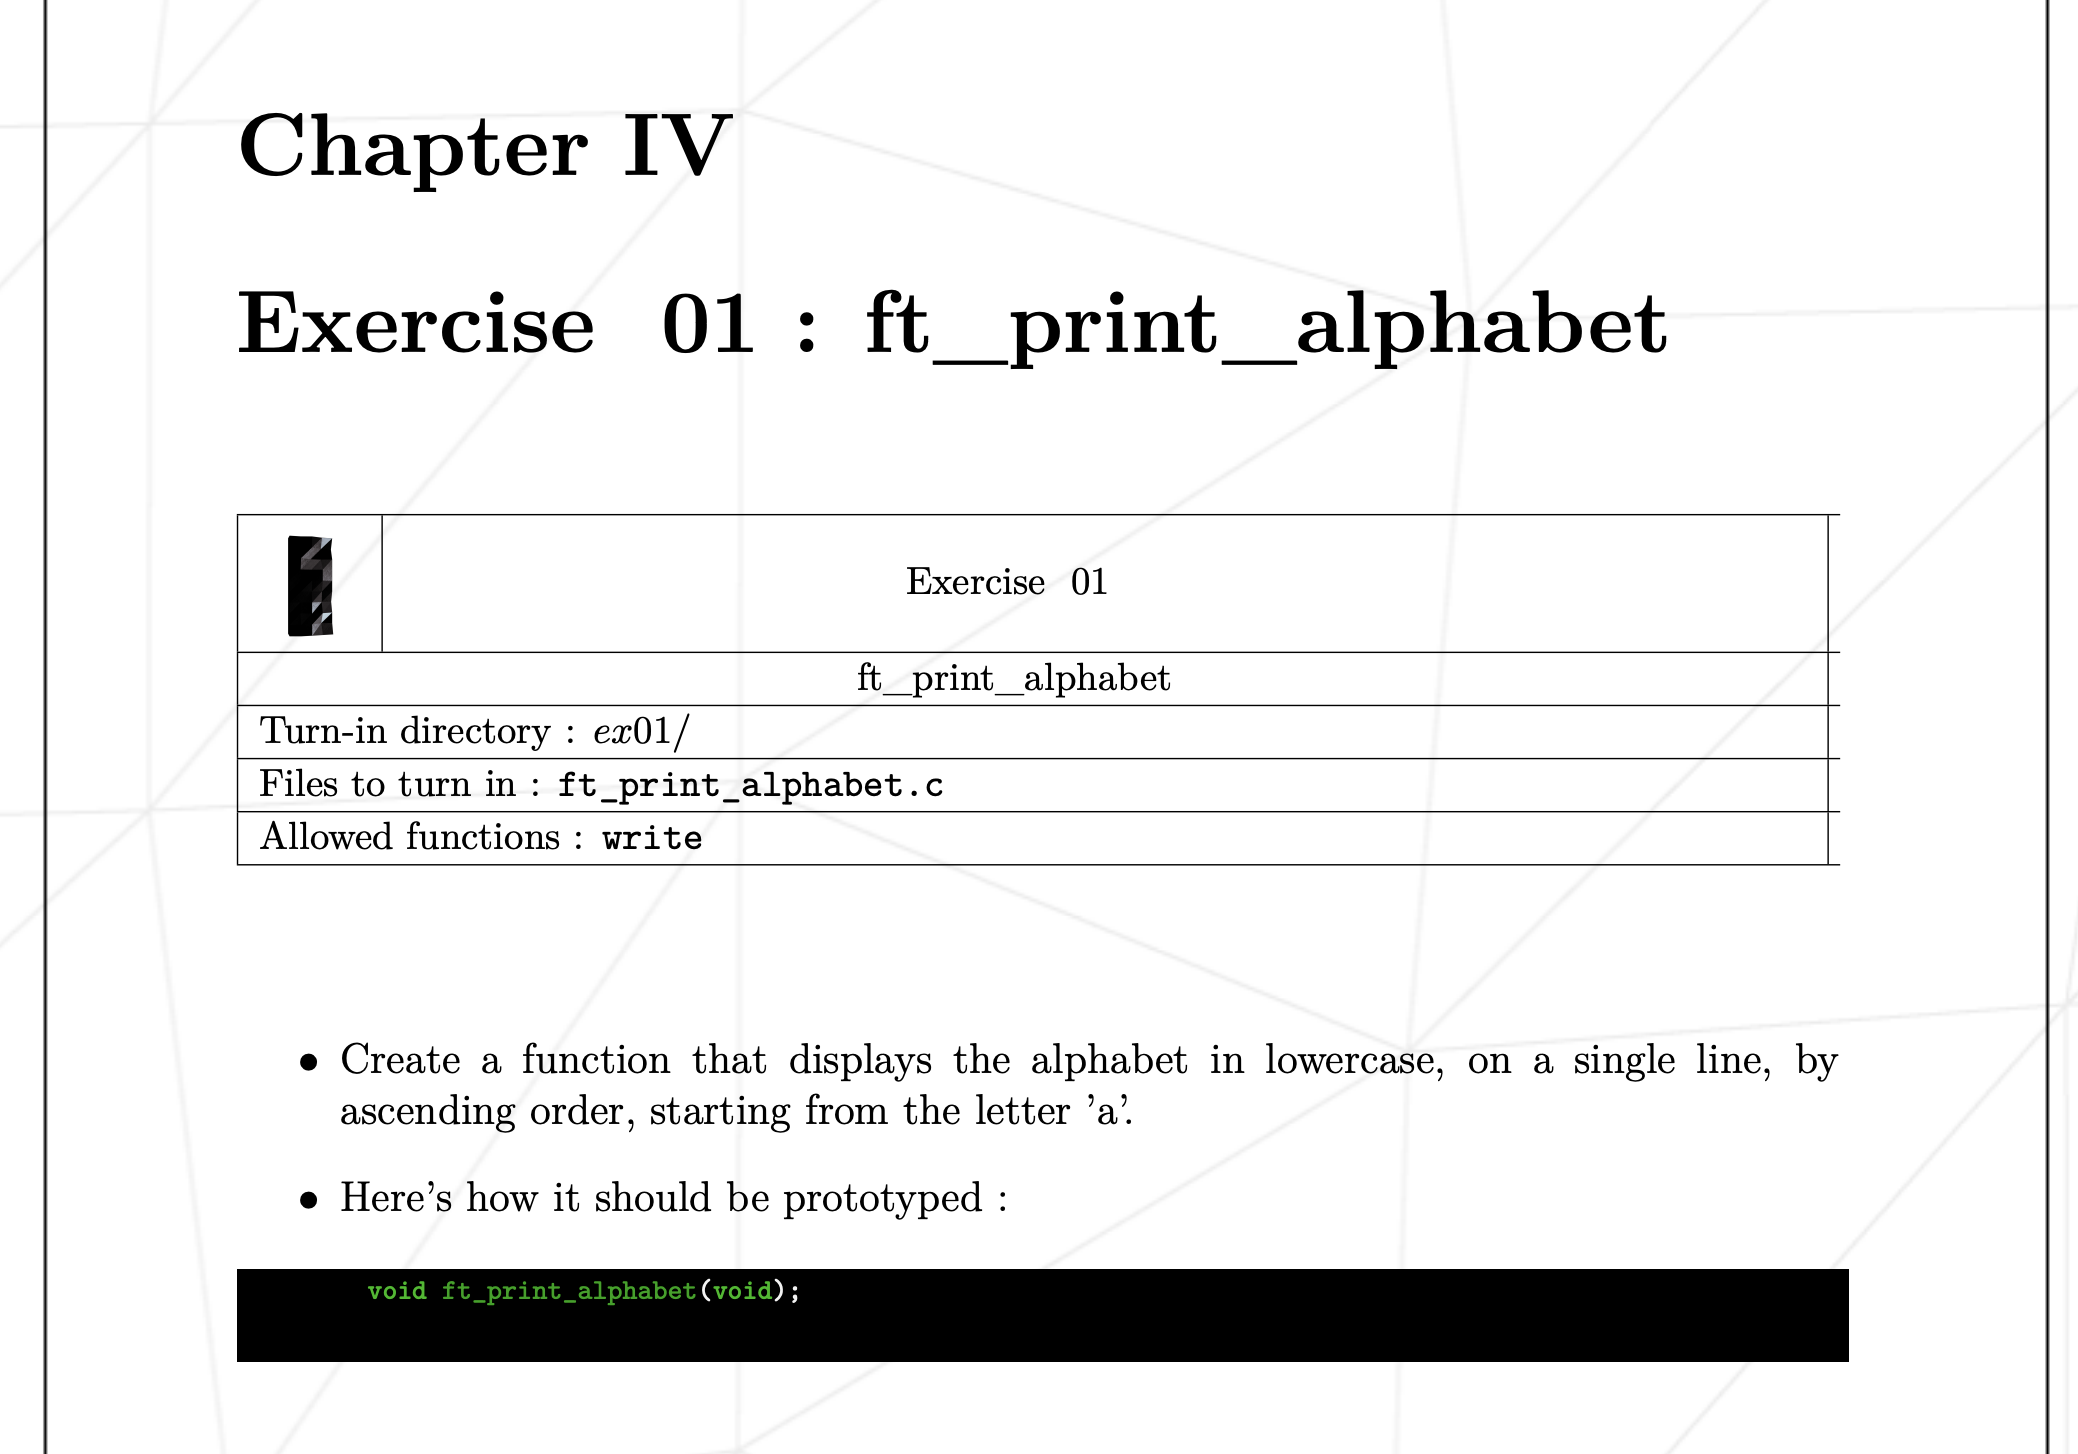 Chapter IV
Exercise 01 : ft_print_alphabet
Exercise 01
ft_print_alphabet
Turn-in directory : ex01/
Files to turn in : ft_print_alphabet.c
Allowed functions : write
• Create a function that displays the alphabet in lowercase, on a single line, by
ascending order, starting from the letter ’a’.
• Here’s how it should be prototyped :
void ft_print_alphabet(void);